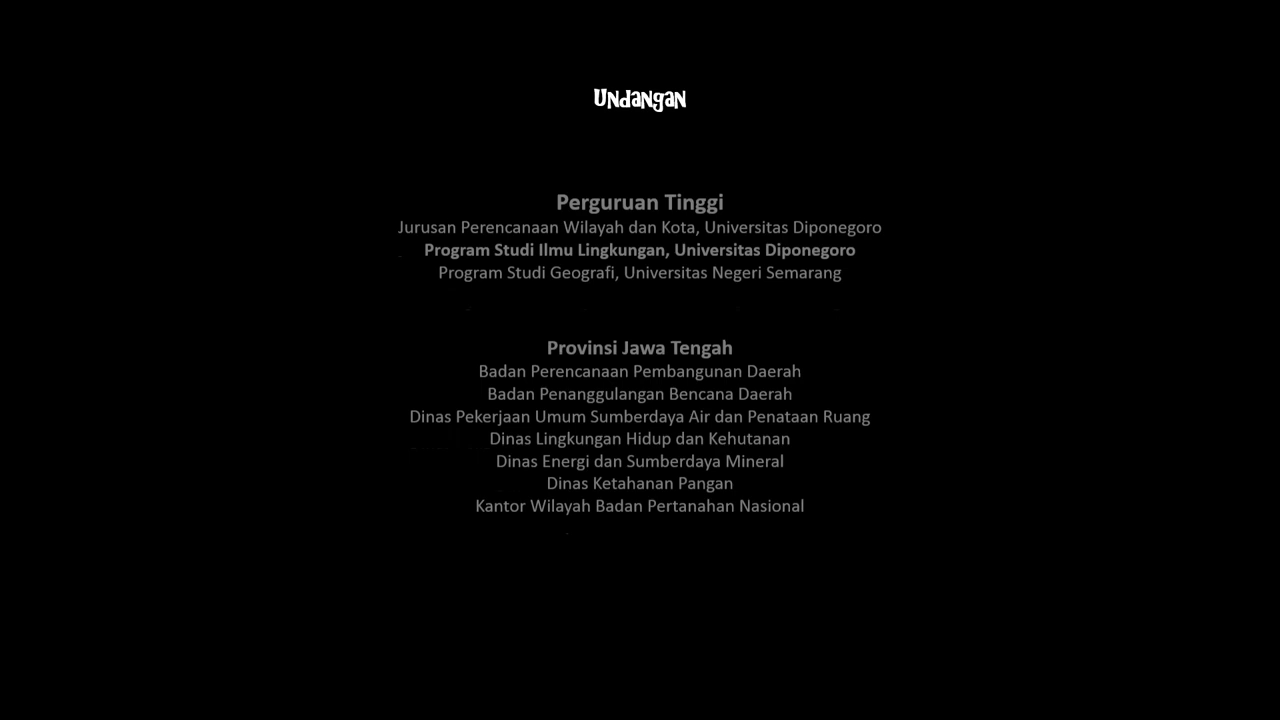 Undangan
Perguruan Tinggi
Jurusan Perencanaan Wilayah dan Kota, Universitas Diponegoro
Program Studi Ilmu Lingkungan, Universitas Diponegoro
Program Studi Geografi, Universitas Negeri Semarang
Provinsi Jawa Tengah
Badan Perencanaan Pembangunan Daerah
Badan Penanggulangan Bencana Daerah
Dinas Pekerjaan Umum Sumberdaya Air dan Penataan Ruang
Dinas Lingkungan Hidup dan Kehutanan
Dinas Energi dan Sumberdaya Mineral
Dinas Ketahanan Pangan
Kantor Wilayah Badan Pertanahan Nasional